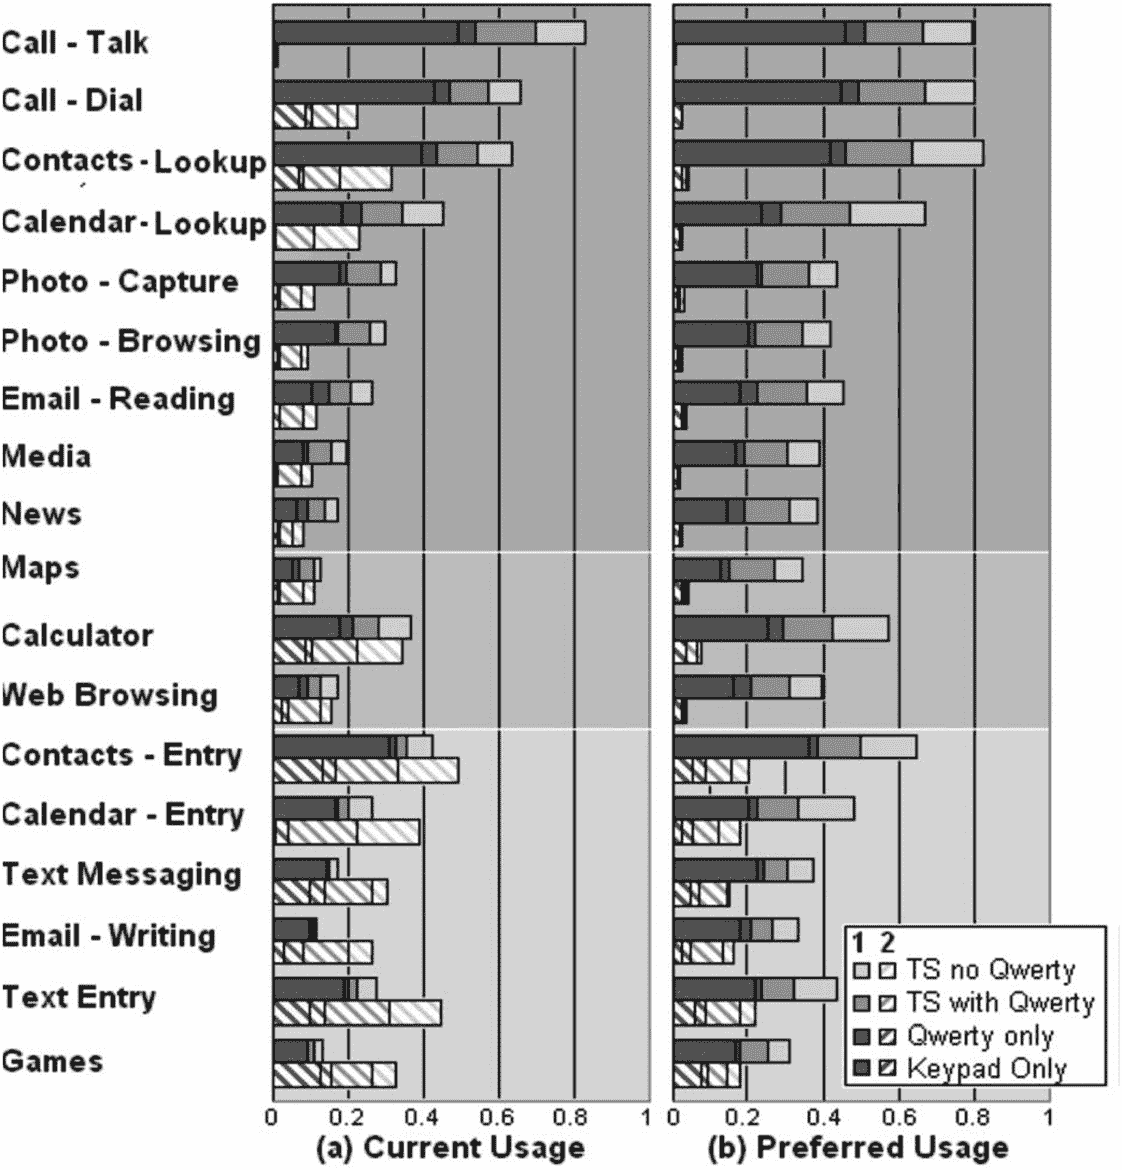 Call - Talk
Call - Dial
Contacts - Lookup
Calendar - Lookup
Photo - Capture
Photo - Browsing
Email - Reading
Media
News
Maps
Calculator
Web Browsing
Contacts - Entry
Calendar - Entry
Text Messaging
Email - Writing
Text Entry
Games
1 2
TS no Qwerty
TS with Qwerty
Qwerty only
Keypad Only
0 0.2 0.4 0.6 0.8 1
0 0.2 0.4 0.6 0.8 1
(a) Current Usage
(b) Preferred Usage